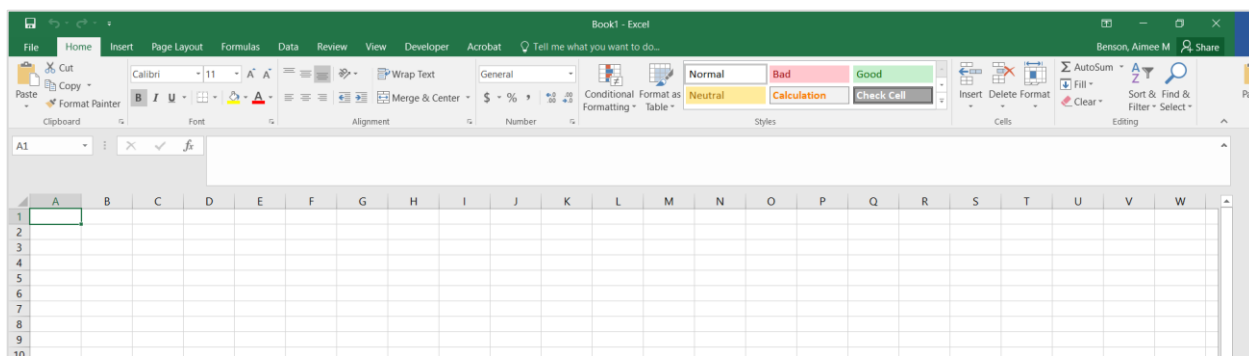 Book1 - Excel
File Home Insert Page Layout Formulas Data Review View Developer Acrobat Tell me what you want to do... Benson, Aimee M Share
Cut
Copy
Format Painter
Paste
Clipboard
Calibri 11
B I U A
Font
Wrap Text
Merge & Center
Alignment
General
$ % ,
Number
Conditional Formatting
Format as Table
Normal Bad Good
Neutral Calculation Check Cell
Styles
Insert Delete Format
Cells
AutoSum
Fill
Clear
Sort & Filter
Find & Select
Editing
A1 fx
A B C D E F G H I J K L M N O P Q R S T U V W
1
2
3
4
5
6
7
8
9
10